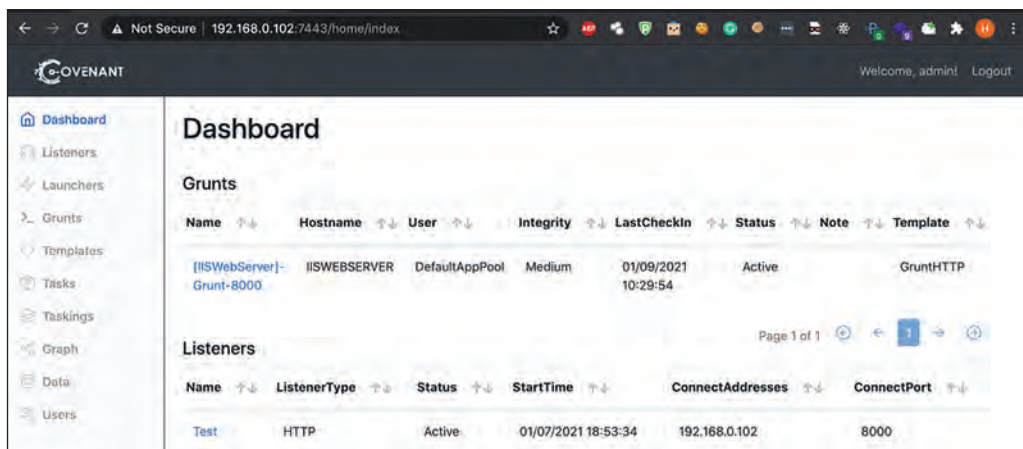 Not Secure 192.168.0.102:7443/home/index
COVENANT
Welcome, admin! Logout
Dashboard
Listeners
Launchers
Grunts
Templates
Tasks
Taskings
Graph
Data
Users
Dashboard
Grunts
Name Hostname User Integrity LastCheckIn Status Note Template
[IISWebServer]- IISWEBSERVER DefaultAppPool Medium 01/09/2021 Active GruntHTTP
Grunt-8000 10:29:54
Page 1 of 1 1
Listeners
Name ListenerType Status StartTime ConnectAddresses ConnectPort
Test HTTP Active 01/07/2021 18:53:34 192.168.0.102 8000